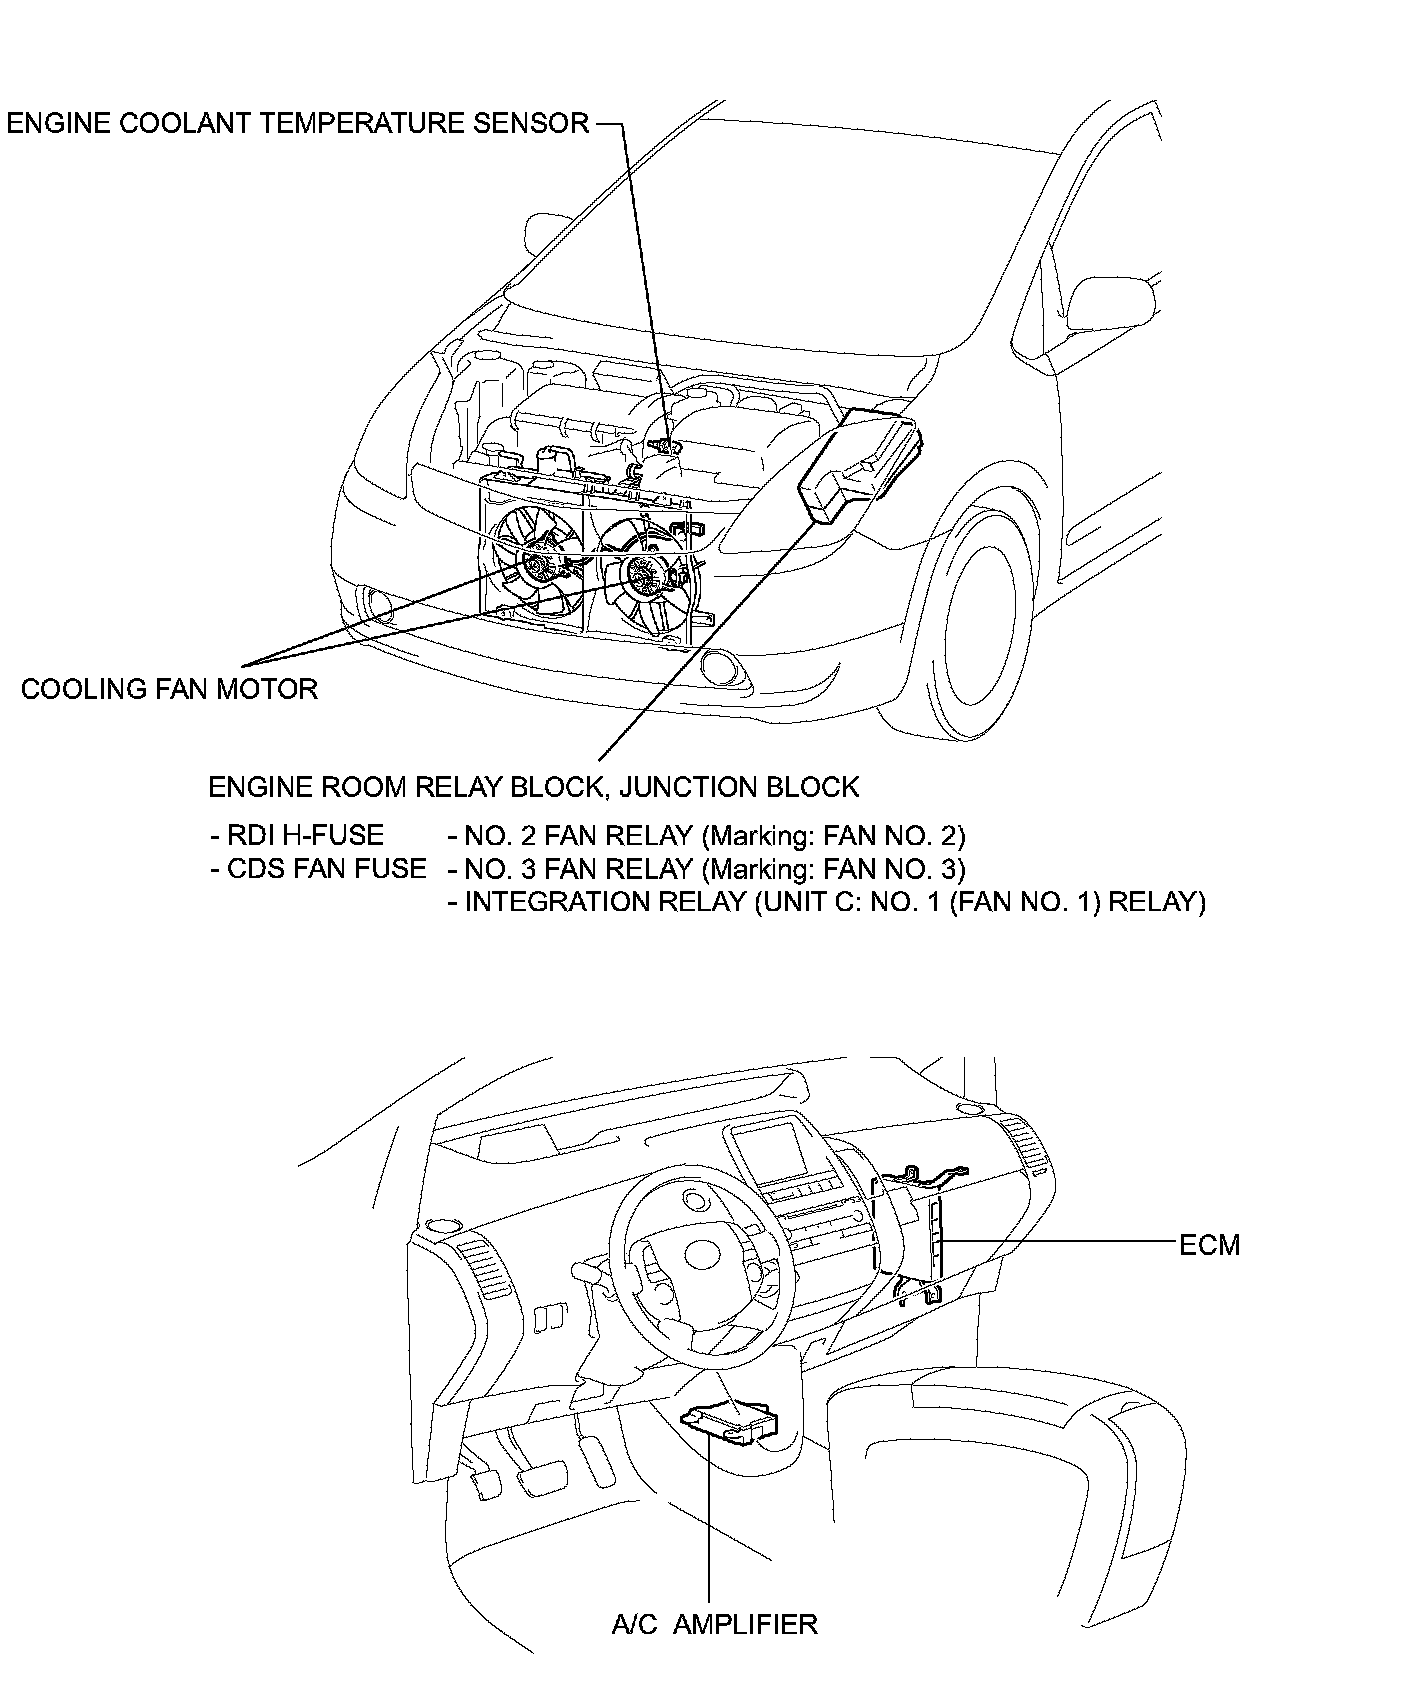 ENGINE COOLANT TEMPERATURE SENSOR
COOLING FAN MOTOR
ENGINE ROOM RELAY BLOCK, JUNCTION BLOCK
- RDI H-FUSE - NO. 2 FAN RELAY (Marking: FAN NO. 2)
- CDS FAN FUSE - NO. 3 FAN RELAY (Marking: FAN NO. 3)
- INTEGRATION RELAY (UNIT C: NO. 1 (FAN NO. 1) RELAY)
ECM
A/C AMPLIFIER